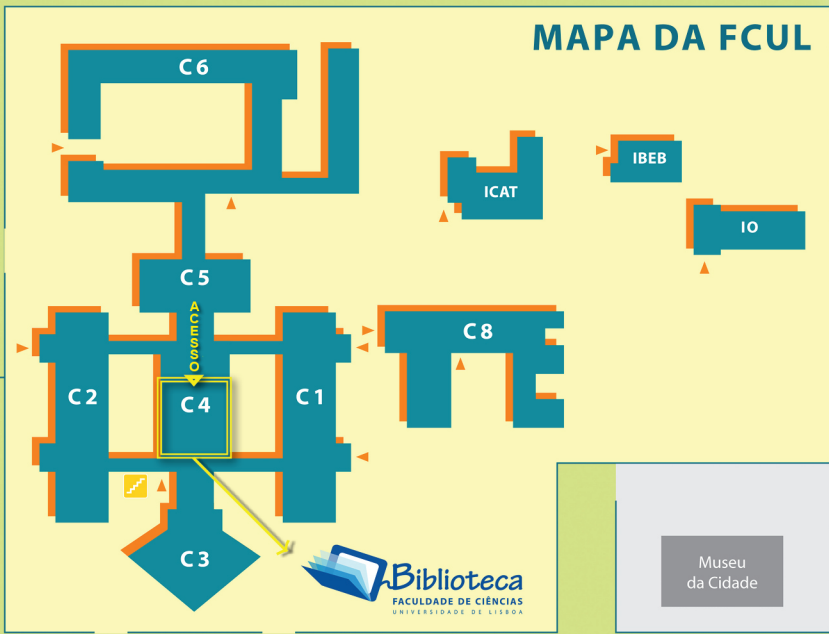 MAPA DA FCUL
C6
IBEB
ICAT
IO
C5
ACESSO
C8
C2
C4
C1
C3
Biblioteca
FACULDADE DE CIÊNCIAS
UNIVERSIDADE DE LISBOA
Museu
da Cidade